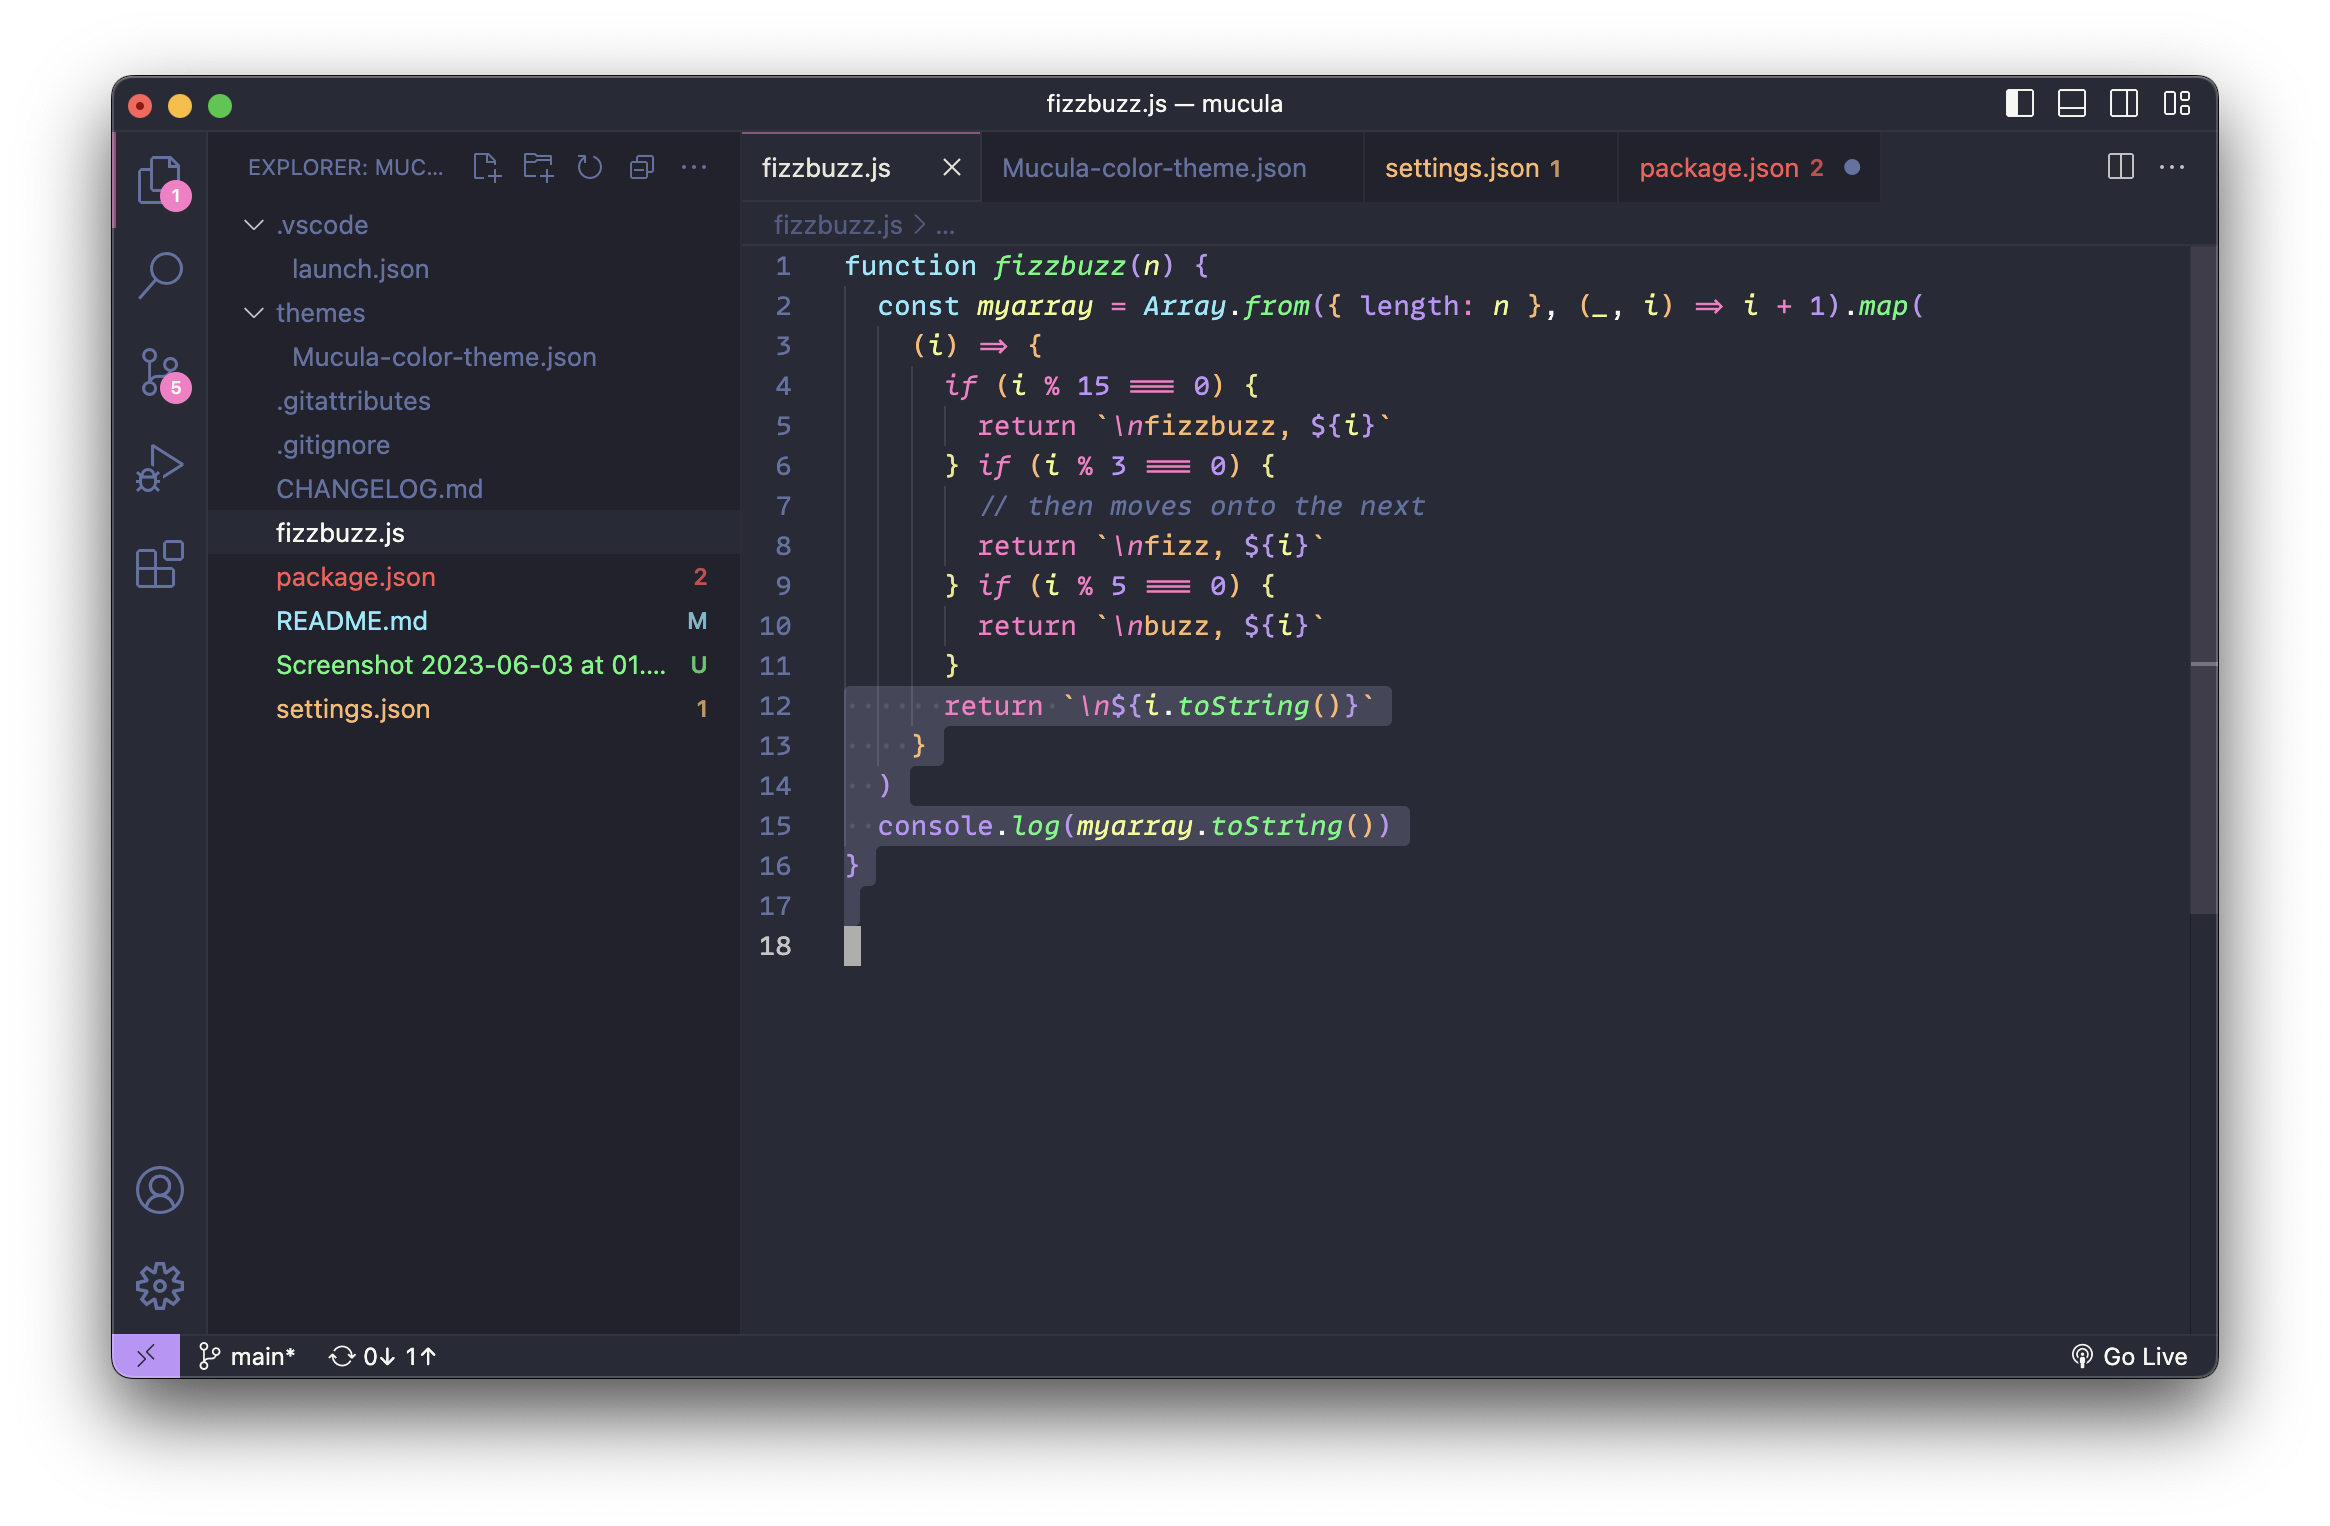 fizzbuzz.js — mucula
EXPLORER: MUC...
fizzbuzz.js
Mucula-color-theme.json
settings.json 1
package.json 2
1
5
.vscode
launch.json
themes
Mucula-color-theme.json
.gitattributes
.gitignore
CHANGELOG.md
fizzbuzz.js
package.json 2
README.md M
Screenshot 2023-06-03 at 01.... U
settings.json 1
fizzbuzz.js > ...
1 function fizzbuzz(n) {
2   const myarray = Array.from({ length: n }, (_, i) => i + 1).map(
3     (i) => {
4       if (i % 15 === 0) {
5         return `\nfizzbuzz, ${i}`
6       } if (i % 3 === 0) {
7         // then moves onto the next
8         return `\nfizz, ${i}`
9       } if (i % 5 === 0) {
10         return `\nbuzz, ${i}`
11       }
12       return `\n${i.toString()}`
13     }
14   )
15   console.log(myarray.toString())
16 }
17
18
main* 0↓ 1↑
Go Live